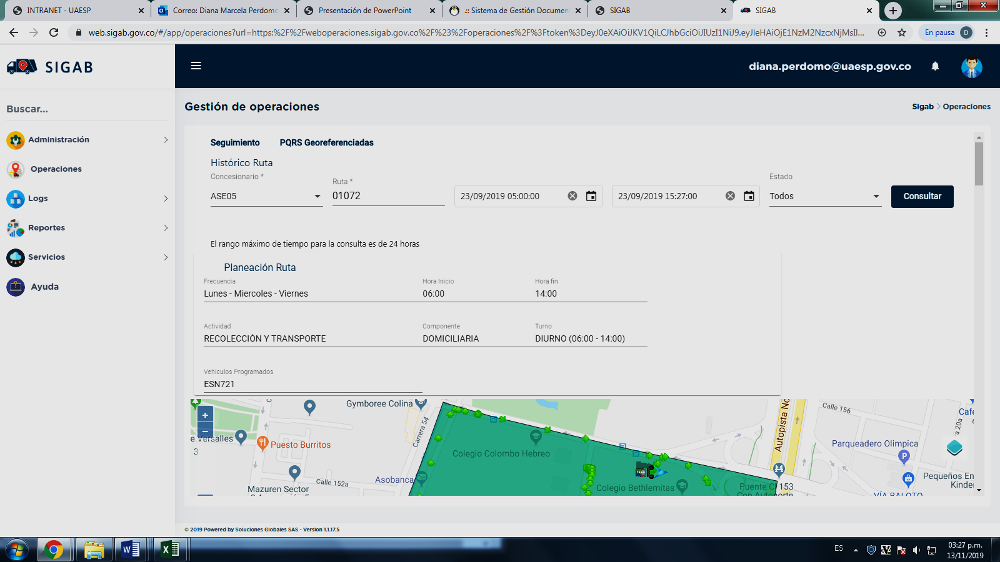 INTRANET - UAESP
Correo: Diana Marcela Perdomo
Presentación de PowerPoint
.:: Sistema de Gestión Documen
SIGAB
SIGAB
web.sigab.gov.co/#/app/operaciones?url=https:%2F%2Fweboperaciones.sigab.gov.co%2F%23%2Foperaciones%2F%3Ftoken%3DeyJ0eXAiOiJKV1QiLCJhbGciOiJIUzI1NiJ9.eyJleHAiOjE1NzM2NzcxNjMsIl...
En pausa
D
SIGAB
diana.perdomo@uaesp.gov.co
Buscar...
Administración
Operaciones
Logs
Reportes
Servicios
Ayuda
Gestión de operaciones
Sigab > Operaciones
Seguimiento
PQRS Georeferenciadas
Histórico Ruta
Concesionario *
ASE05
Ruta *
01072
23/09/2019 05:00:00
23/09/2019 15:27:00
Estado
Todos
Consultar
El rango máximo de tiempo para la consulta es de 24 horas
Planeación Ruta
Frecuencia
Hora Inicio
Hora fin
Lunes - Miercoles - Viernes
06:00
14:00
Actividad
Componente
Turno
RECOLECCIÓN Y TRANSPORTE
DOMICILIARIA
DIURNO (06:00 - 14:00)
Vehiculos Programados
ESN721
+
−
Gymboree Colina
Carrera 54
Calle 156
Autopista No
20a
Café
e Versalles
3
Puesto Burritos
Colegio Colombo Hebreo
Parqueadero Olimpica
P
Asobanca
Calle 152a
Mazuren Sector
Colegio Bethlemitas
153
Pequeños En
Kinder
VÍA BALOTO
© 2019 Powered by Soluciones Globales SAS - Version 1.1.17.5
ES
03:27 p.m.
13/11/2019